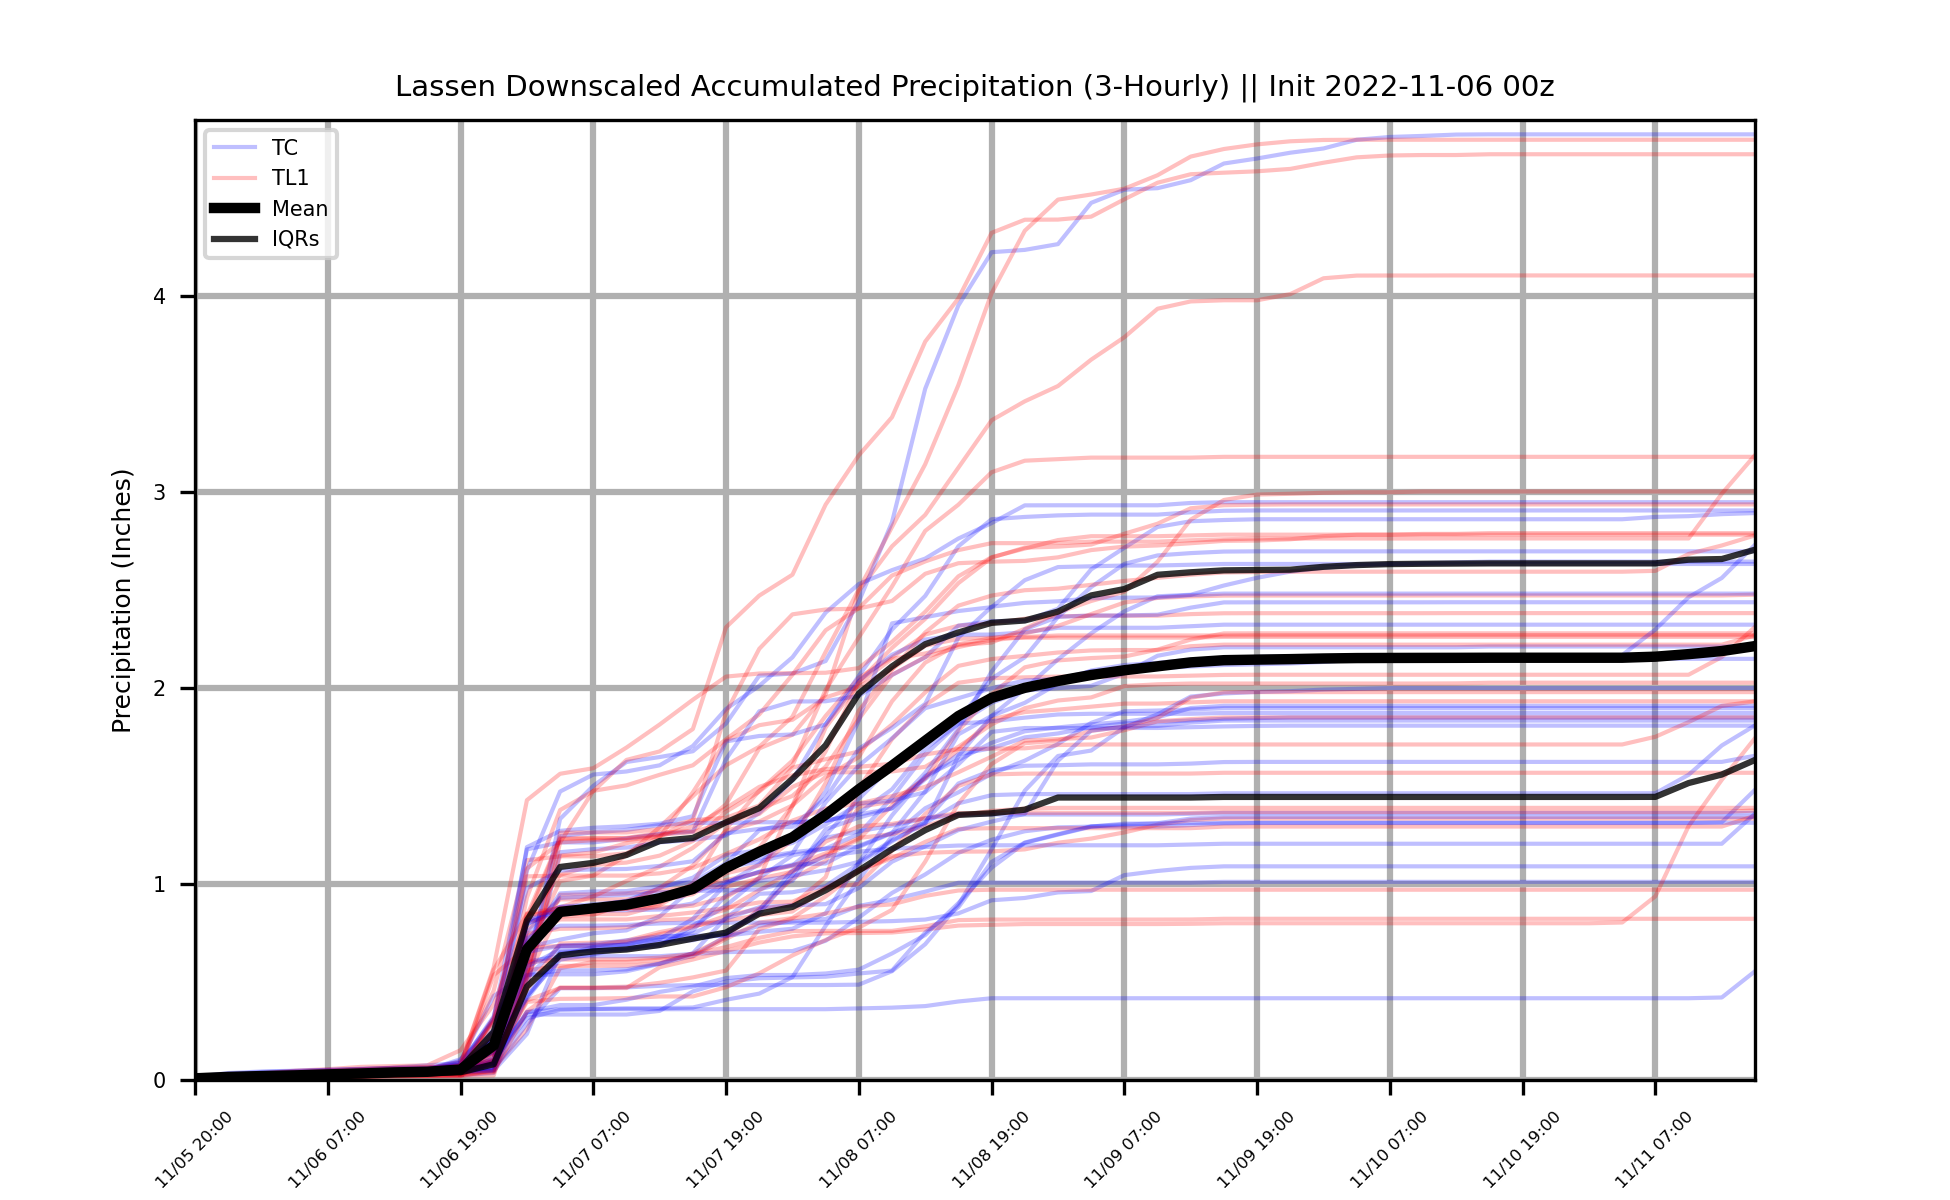 Lassen Downscaled Accumulated Precipitation (3-Hourly) || Init 2022-11-06 00z
TC
TL1
Mean
IQRs
Precipitation (Inches)
4
3
2
1
0
11/05 20:00
11/06 07:00
11/06 19:00
11/07 07:00
11/07 19:00
11/08 07:00
11/08 19:00
11/09 07:00
11/09 19:00
11/10 07:00
11/10 19:00
11/11 07:00